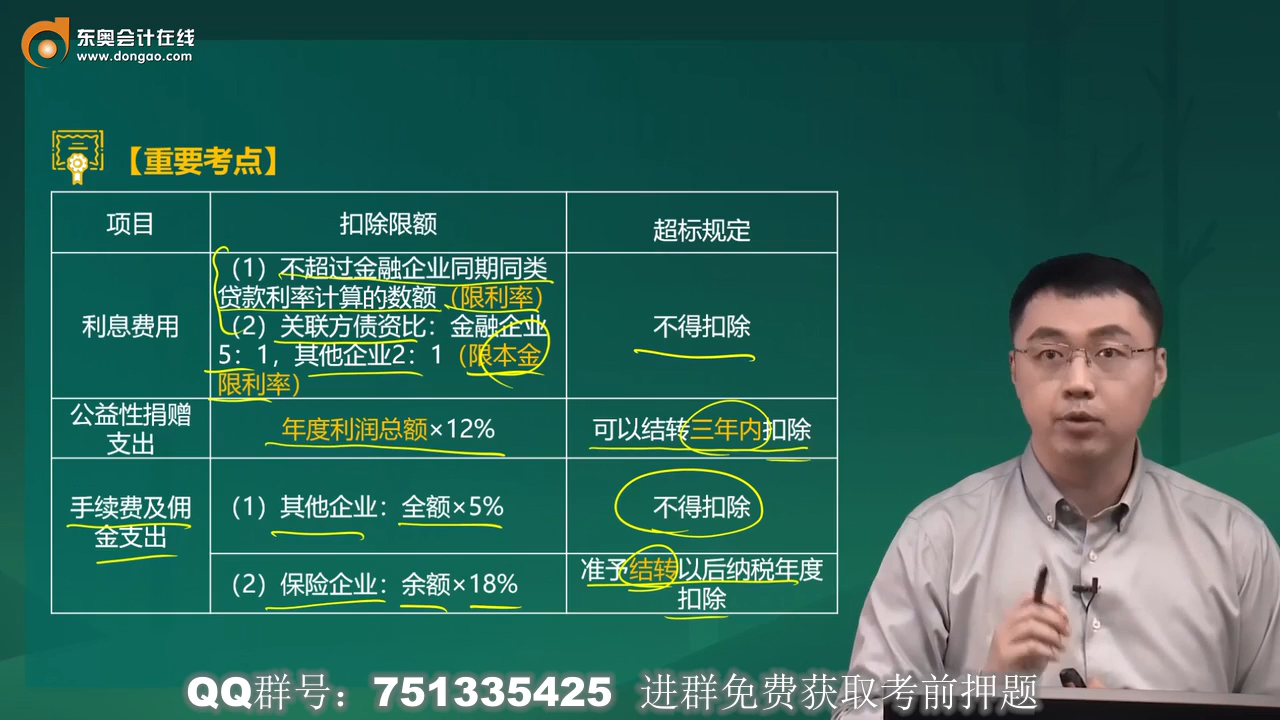 东奥会计在线
www.dongao.com
【重要考点】
项目
扣除限额
超标规定
利息费用
（1）不超过金融企业同期同类
贷款利率计算的数额（限利率）
（2）关联方债资比：金融企业
5：1，其他企业2：1（限本金
限利率）
不得扣除
公益性捐赠
支出
年度利润总额×12%
可以结转三年内扣除
手续费及佣
金支出
（1）其他企业：全额×5%
不得扣除
（2）保险企业：余额×18%
准予结转以后纳税年度
扣除
QQ群号：751335425 进群免费获取考前押题